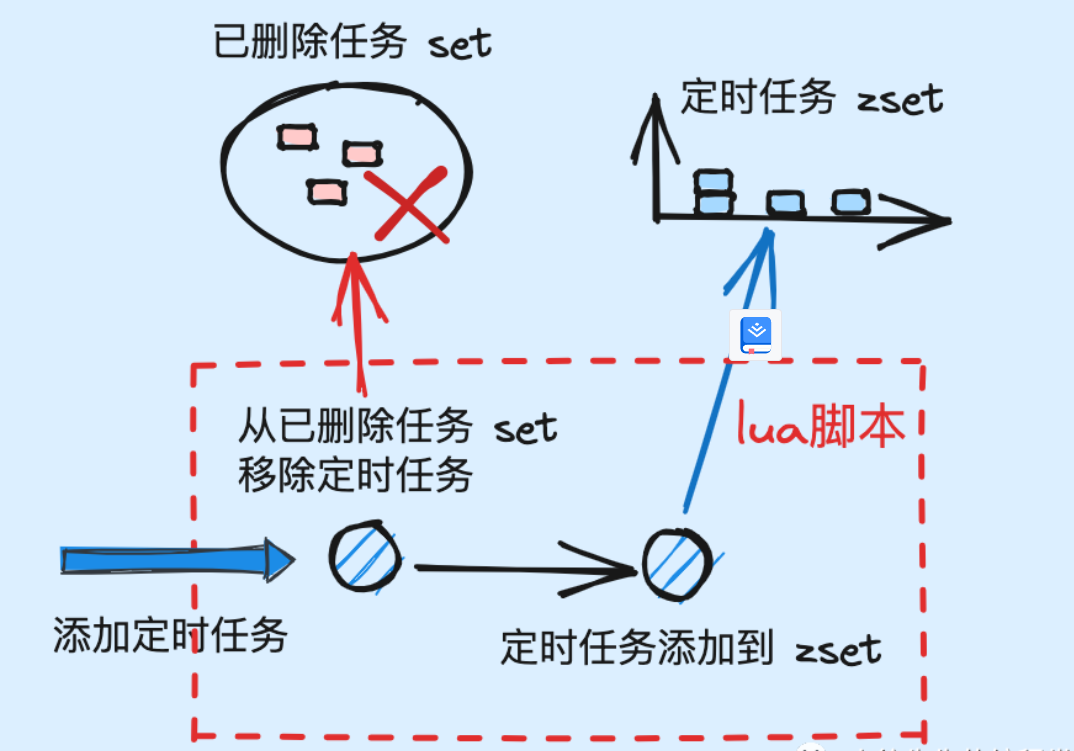 已删除任务 set
定时任务 zset
从已删除任务 set
移除定时任务
lua脚本
添加定时任务
定时任务添加到 zset